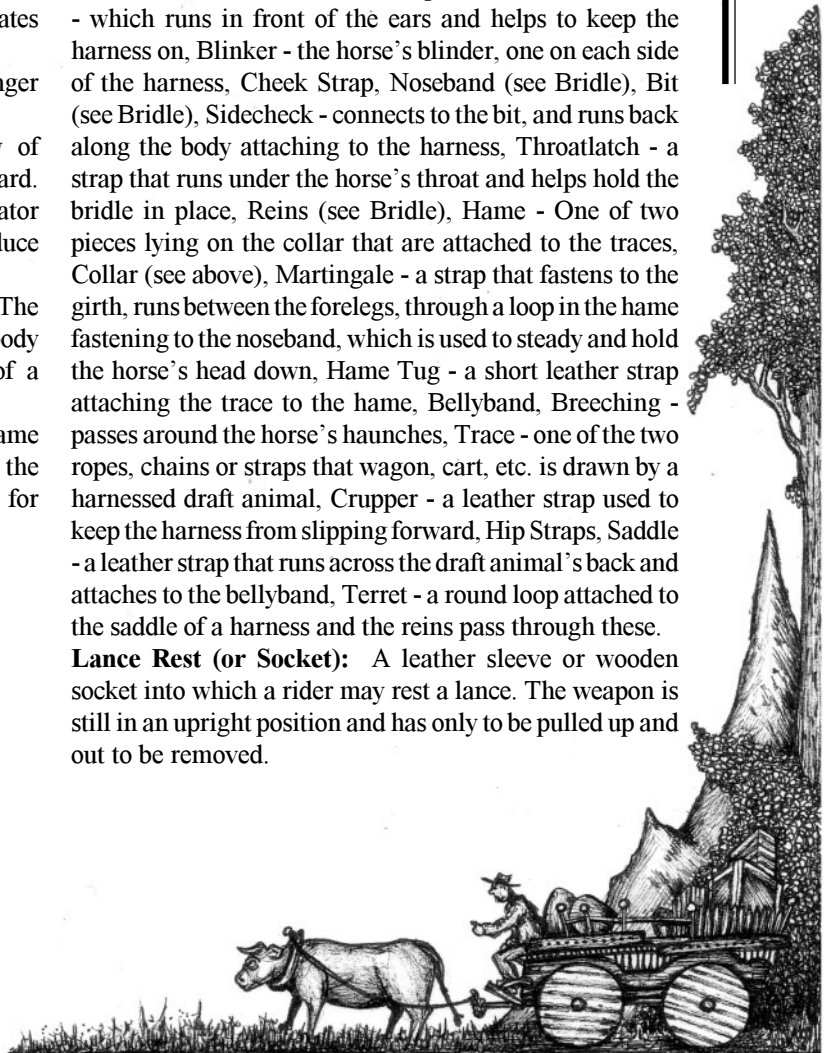 ates
nger
of
ard.
ator
luce
The
ody
of a
ame
the
for
- which runs in front of the ears and helps to keep the
harness on, Blinker - the horse's blinder, one on each side
of the harness, Cheek Strap, Noseband (see Bridle), Bit
(see Bridle), Sidecheck - connects to the bit, and runs back
along the body attaching to the harness, Throatlatch - a
strap that runs under the horse's throat and helps hold the
bridle in place, Reins (see Bridle), Hame - One of two
pieces lying on the collar that are attached to the traces,
Collar (see above), Martingale - a strap that fastens to the
girth, runs between the forelegs, through a loop in the hame
fastening to the noseband, which is used to steady and hold
the horse's head down, Hame Tug - a short leather strap
attaching the trace to the hame, Bellyband, Breeching -
passes around the horse's haunches, Trace - one of the two
ropes, chains or straps that wagon, cart, etc. is drawn by a
harnessed draft animal, Crupper - a leather strap used to
keep the harness from slipping forward, Hip Straps, Saddle
- a leather strap that runs across the draft animal's back and
attaches to the bellyband, Terret - a round loop attached to
the saddle of a harness and the reins pass through these.
Lance Rest (or Socket): A leather sleeve or wooden
socket into which a rider may rest a lance. The weapon is
still in an upright position and has only to be pulled up and
out to be removed.